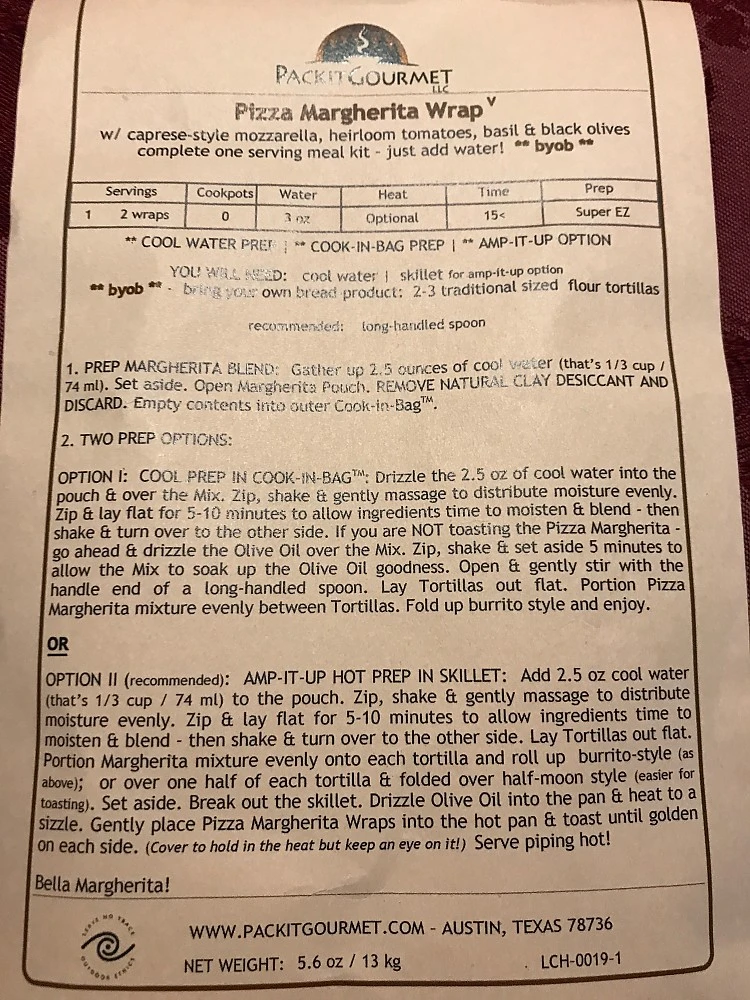 PACKITGOURMET
LLC
Pizza Margherita Wrap V
w/ caprese-style mozzarella, heirloom tomatoes, basil & black olives
complete one serving meal kit - just add water! ** byob **
Servings Cookpots Water Heat Time Prep
1 2 wraps 0 3 oz Optional 15< Super EZ
** COOL WATER PREP | ** COOK-IN-BAG PREP | ** AMP-IT-UP OPTION
YOU WILL NEED: cool water | skillet for amp-it-up option
** byob ** - bring your own bread product: 2-3 traditional sized flour tortillas
recommended: long-handled spoon
1. PREP MARGHERITA BLEND: Gather up 2.5 ounces of cool water (that's 1/3 cup /
74 ml). Set aside. Open Margherita Pouch. REMOVE NATURAL CLAY DESICCANT AND
DISCARD. Empty contents into outer Cook-in-Bag™.
2. TWO PREP OPTIONS:
OPTION I: COOL PREP IN COOK-IN-BAG™: Drizzle the 2.5 oz of cool water into the
pouch & over the Mix. Zip, shake & gently massage to distribute moisture evenly.
Zip & lay flat for 5-10 minutes to allow ingredients time to moisten & blend - then
shake & turn over to the other side. If you are NOT toasting the Pizza Margherita -
go ahead & drizzle the Olive Oil over the Mix. Zip, shake & set aside 5 minutes to
allow the Mix to soak up the Olive Oil goodness. Open & gently stir with the
handle end of a long-handled spoon. Lay Tortillas out flat. Portion Pizza
Margherita mixture evenly between Tortillas. Fold up burrito style and enjoy.
OR
OPTION II (recommended): AMP-IT-UP HOT PREP IN SKILLET: Add 2.5 oz cool water
(that's 1/3 cup / 74 ml) to the pouch. Zip, shake & gently massage to distribute
moisture evenly. Zip & lay flat for 5-10 minutes to allow ingredients time to
moisten & blend - then shake & turn over to the other side. Lay Tortillas out flat.
Portion Margherita mixture evenly onto each tortilla and roll up burrito-style (as
above); or over one half of each tortilla & folded over half-moon style (easier for
toasting). Set aside. Break out the skillet. Drizzle Olive Oil into the pan & heat to a
sizzle. Gently place Pizza Margherita Wraps into the hot pan & toast until golden
on each side. (Cover to hold in the heat but keep an eye on it!) Serve piping hot!
Bella Margherita!
LEAVE NO TRACE
OUTDOOR ETHICS
WWW.PACKITGOURMET.COM - AUSTIN, TEXAS 78736
NET WEIGHT: 5.6 oz / 13 kg
LCH-0019-1